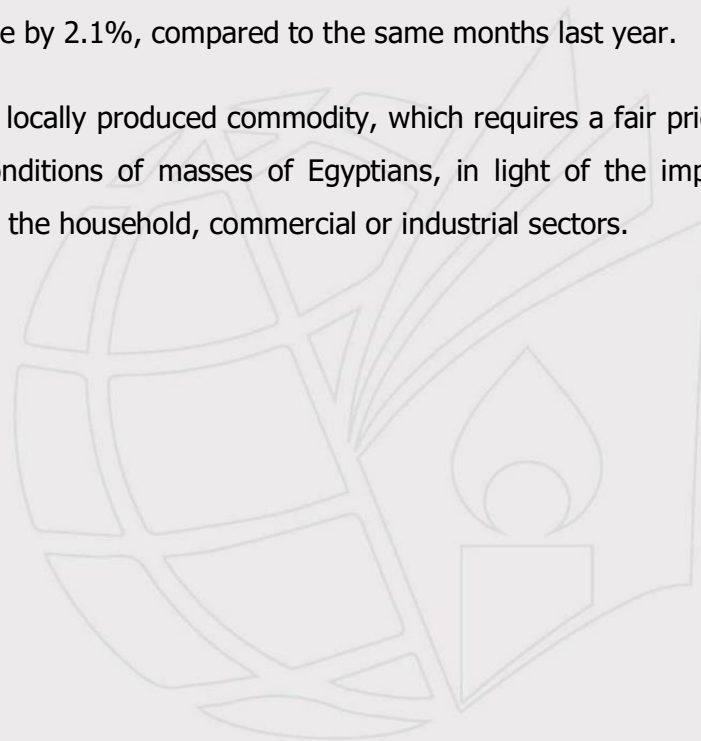 e by 2.1%, compared to the same months last year.
locally produced commodity, which requires a fair pri
onditions of masses of Egyptians, in light of the imp
the household, commercial or industrial sectors.